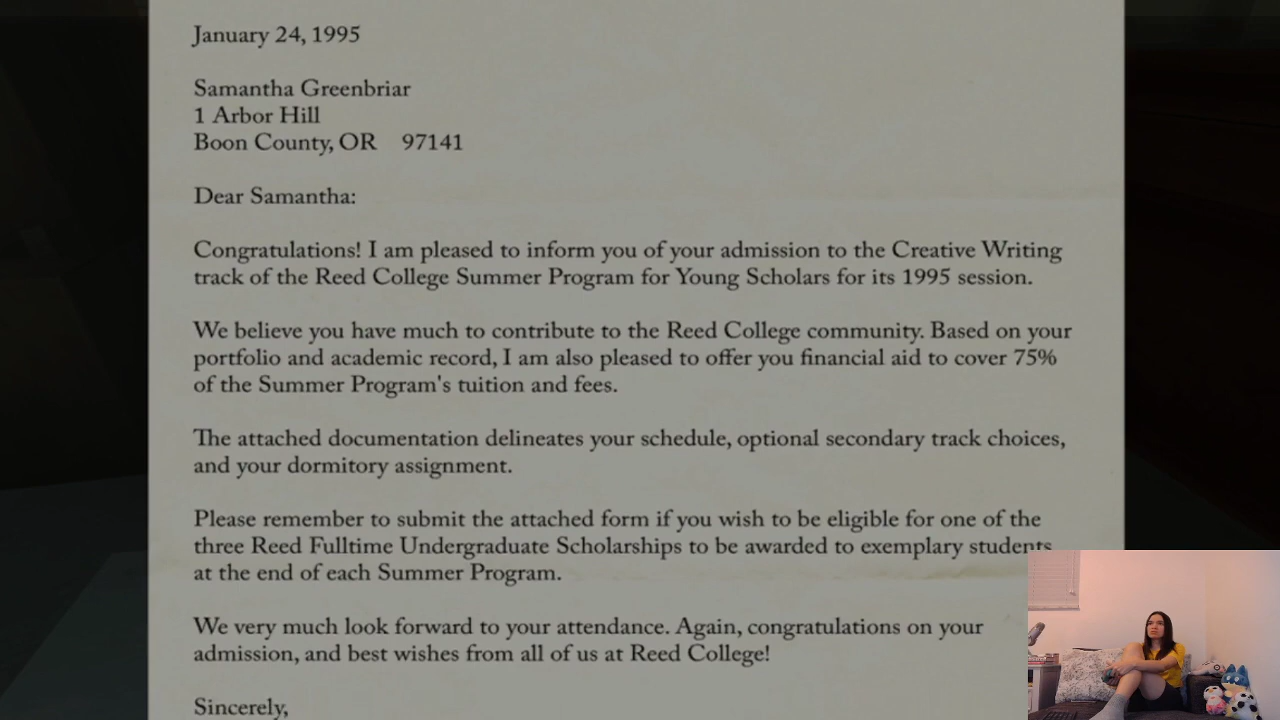 January 24, 1995
Samantha Greenbriar
1 Arbor Hill
Boon County, OR 97141
Dear Samantha:
Congratulations! I am pleased to inform you of your admission to the Creative Writing
track of the Reed College Summer Program for Young Scholars for its 1995 session.
We believe you have much to contribute to the Reed College community. Based on your
portfolio and academic record, I am also pleased to offer you financial aid to cover 75%
of the Summer Program's tuition and fees.
The attached documentation delineates your schedule, optional secondary track choices,
and your dormitory assignment.
Please remember to submit the attached form if you wish to be eligible for one of the
three Reed Fulltime Undergraduate Scholarships to be awarded to exemplary students
at the end of each Summer Program.
We very much look forward to your attendance. Again, congratulations on your
admission, and best wishes from all of us at Reed College!
Sincerely,